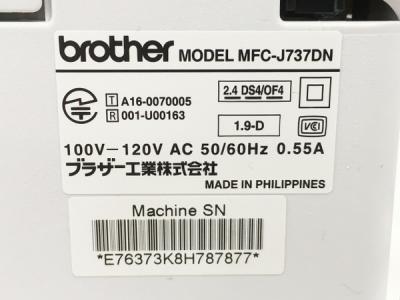 brother MODEL MFC-J737DN
T A16-0070005
R 001-U00163
2.4 DS4/OF4
1.9-D
VCI
100V－120V AC 50/60Hz 0.55A
ブラザー工業株式会社
MADE IN PHILIPPINES
Machine SN
*E76373K8H787877*